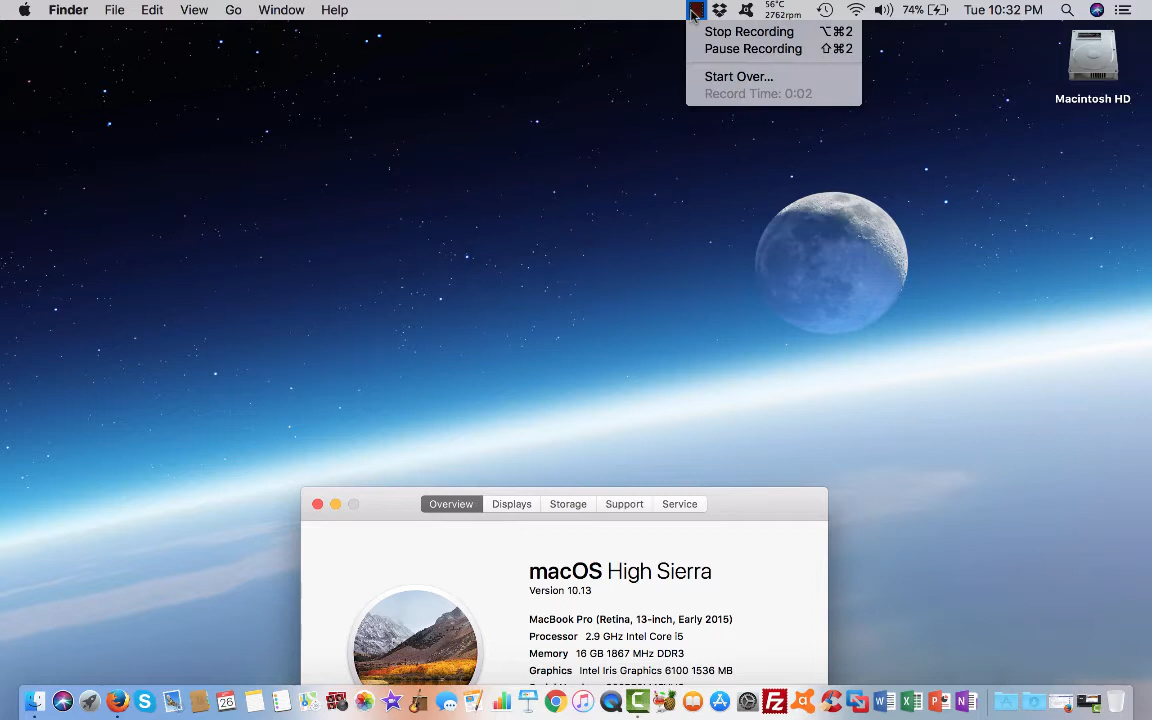 Finder File Edit View Go Window Help 56°C 2762rpm 74% Tue 10:32 PM
Stop Recording ⌥⌘2
Pause Recording ⇧⌘2
Start Over...
Record Time: 0:02
Macintosh HD
Overview Displays Storage Support Service
macOS High Sierra
Version 10.13
MacBook Pro (Retina, 13-inch, Early 2015)
Processor 2.9 GHz Intel Core i5
Memory 16 GB 1867 MHz DDR3
Graphics Intel Iris Graphics 6100 1536 MB
26